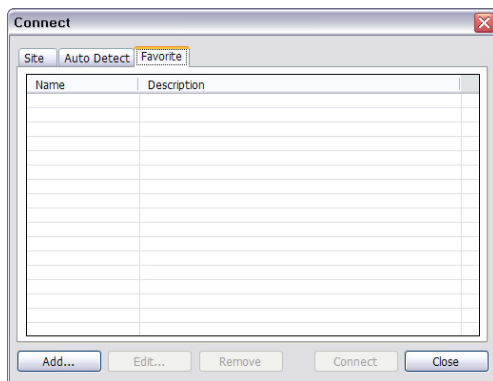 Connect
Site Auto Detect Favorite
Name Description
Add... Edit... Remove Connect Close